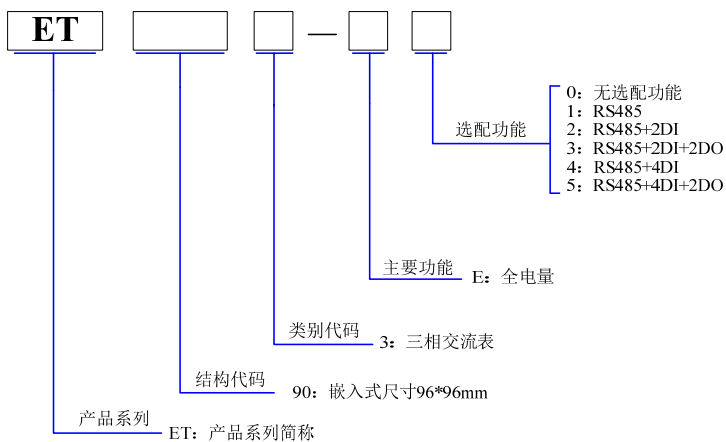 ET —
0：无选配功能
1：RS485
选配功能
2：RS485+2DI
3：RS485+2DI+2DO
4：RS485+4DI
5：RS485+4DI+2DO
主要功能
E：全电量
类别代码
3：三相交流表
结构代码
90：嵌入式尺寸96*96mm
产品系列
ET：产品系列简称